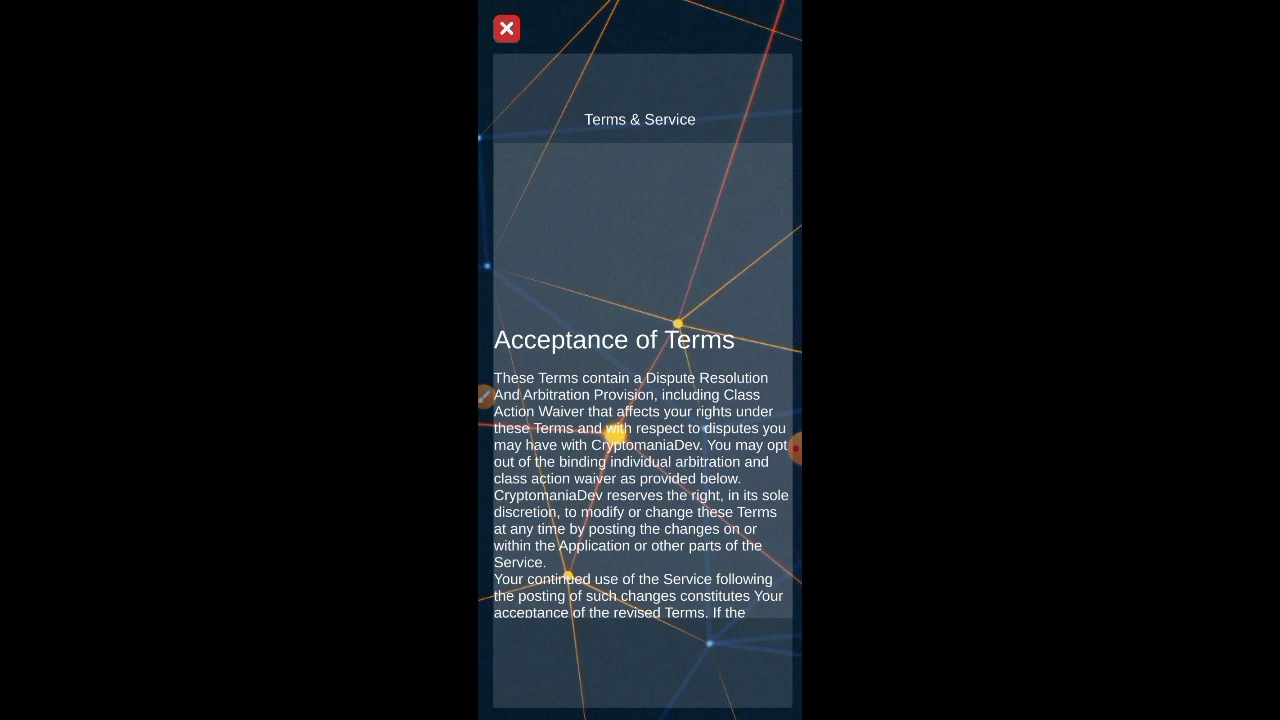 Terms & Service
Acceptance of Terms
These Terms contain a Dispute Resolution
And Arbitration Provision, including Class
Action Waiver that affects your rights under
these Terms and with respect to disputes you
may have with CryptomaniaDev. You may opt
out of the binding individual arbitration and
class action waiver as provided below.
CryptomaniaDev reserves the right, in its sole
discretion, to modify or change these Terms
at any time by posting the changes on or
within the Application or other parts of the
Service.
Your continued use of the Service following
the posting of such changes constitutes Your
acceptance of the revised Terms. If the